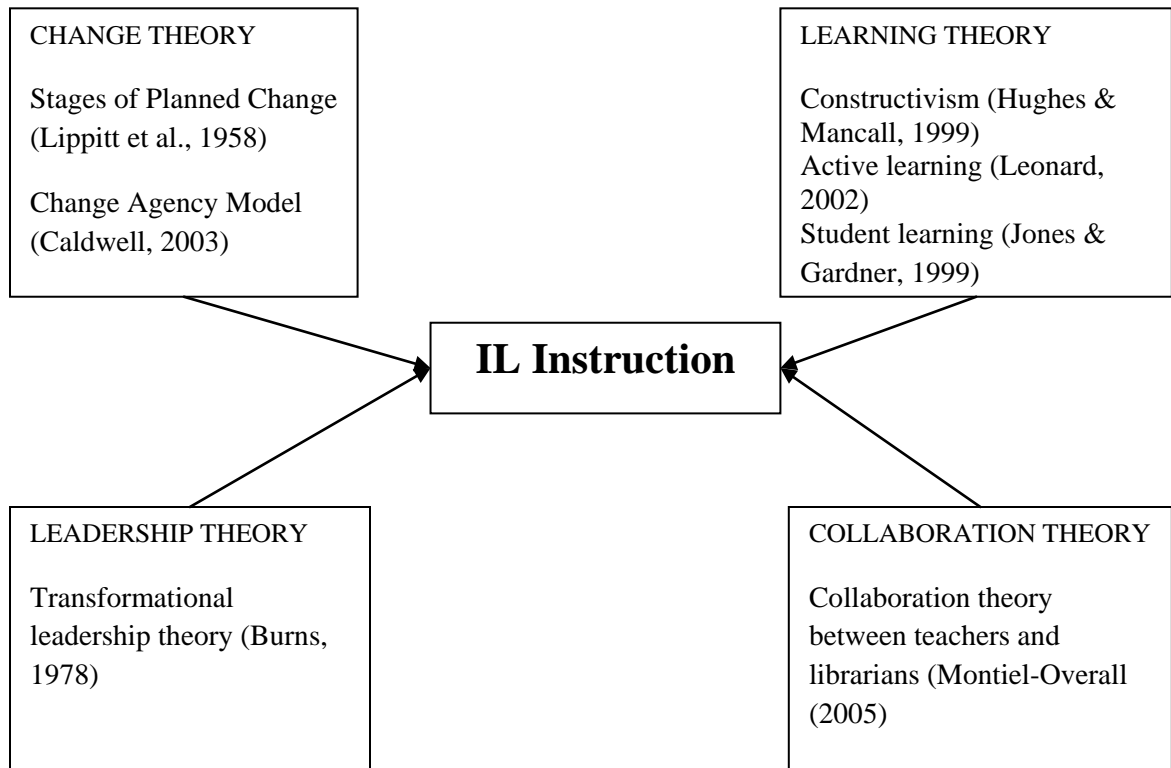 CHANGE THEORY
Stages of Planned Change
(Lippitt et al., 1958)
Change Agency Model
(Caldwell, 2003)
LEARNING THEORY
Constructivism (Hughes &
Mancall, 1999)
Active learning (Leonard,
2002)
Student learning (Jones &
Gardner, 1999)
IL Instruction
LEADERSHIP THEORY
Transformational
leadership theory (Burns,
1978)
COLLABORATION THEORY
Collaboration theory
between teachers and
librarians (Montiel-Overall
(2005)